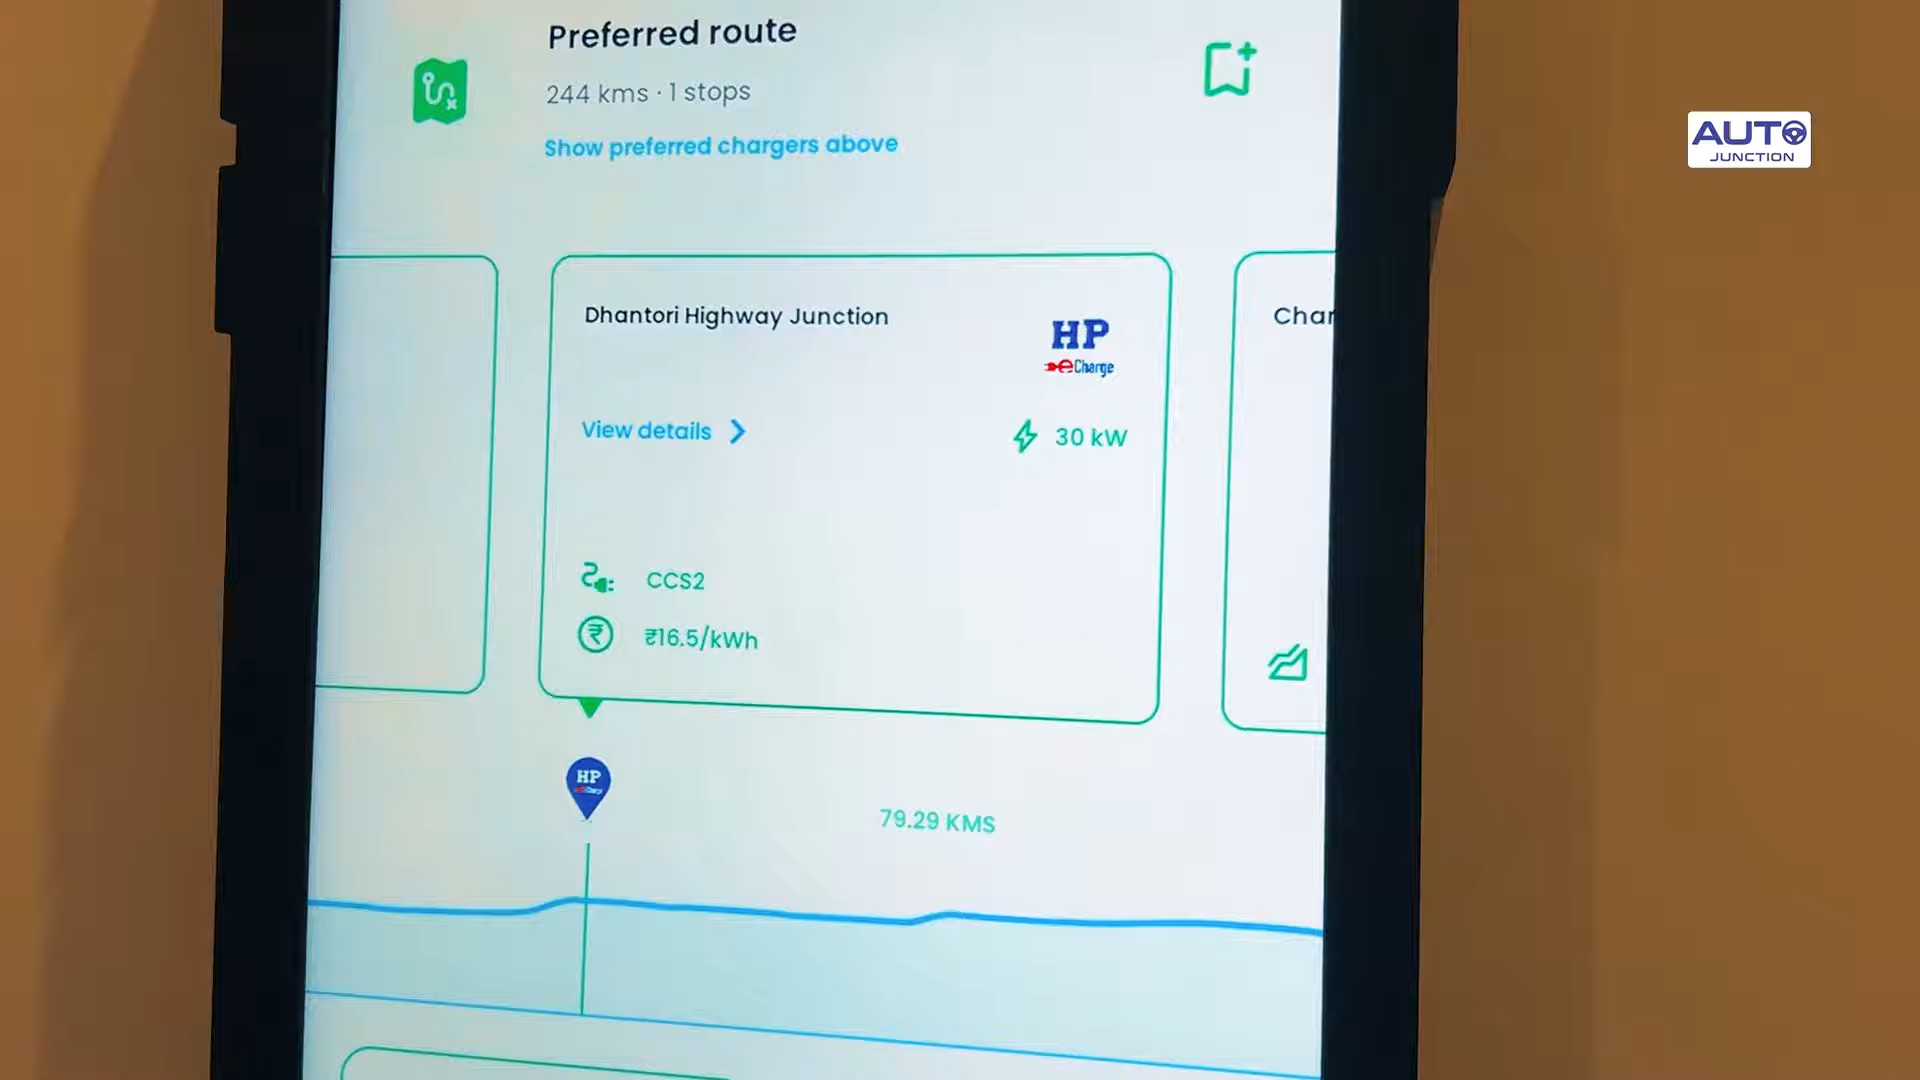 Preferred route
244 kms · 1 stops
Show preferred chargers above
AUTO
JUNCTION
Dhantori Highway Junction
HP
eCharge
Char
View details
30 kW
CCS2
₹16.5/kWh
HP
79.29 KMS